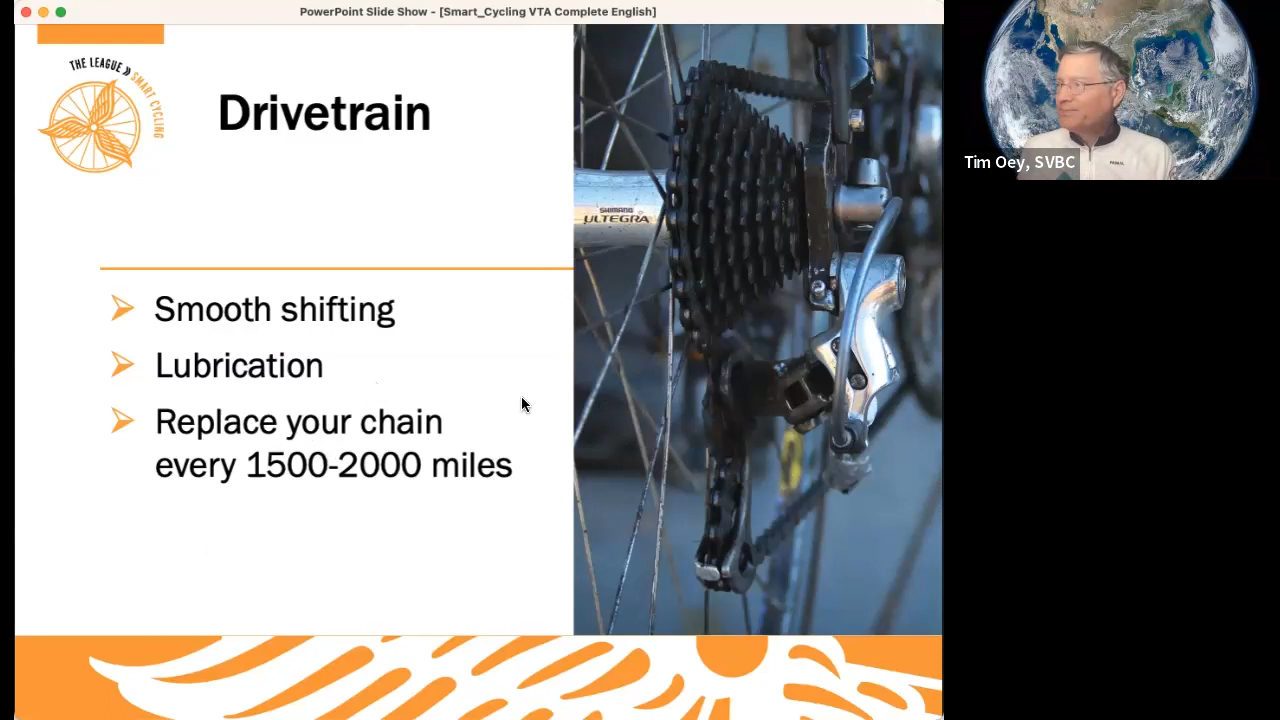 PowerPoint Slide Show - [Smart_Cycling VTA Complete English]
THE LEAGUE
SMART CYCLING
Drivetrain
Smooth shifting
Lubrication
Replace your chain
every 1500-2000 miles
SHIMANO
ULTEGRA
Tim Oey, SVBC